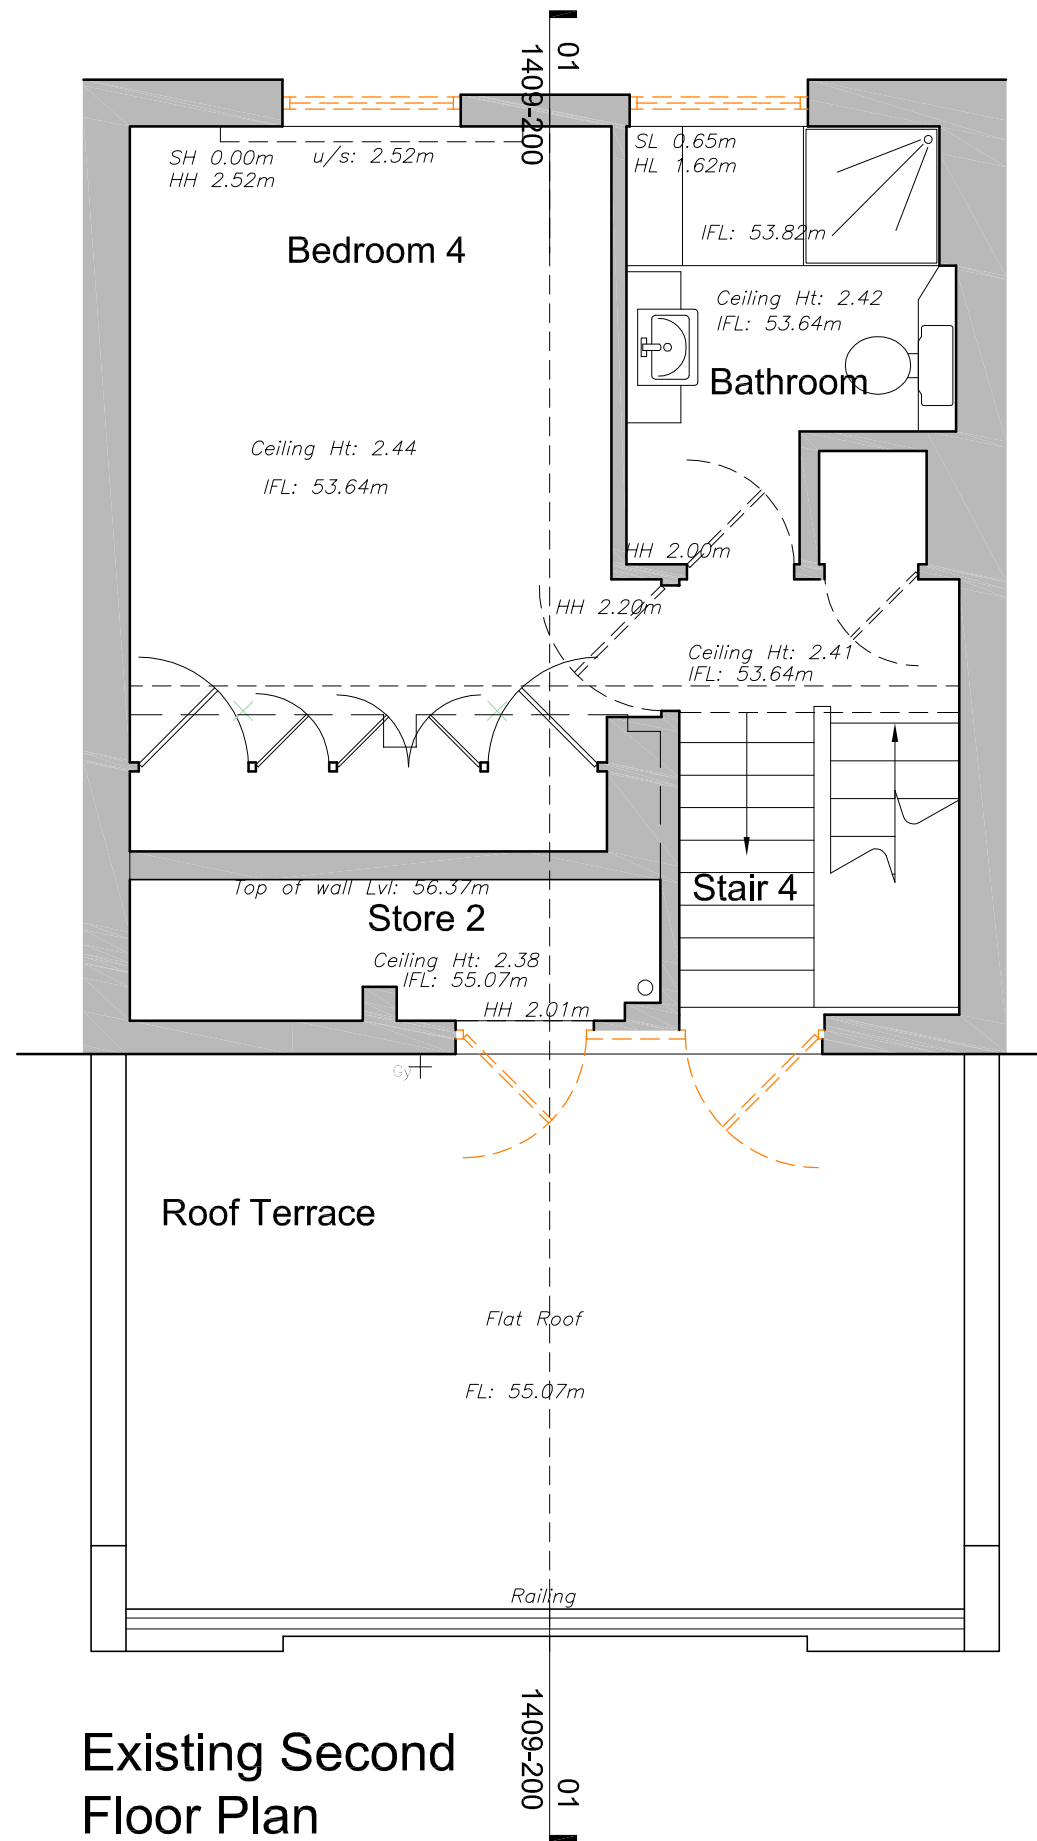 01
1409-200
SH 0.00m
HH 2.52m
u/s: 2.52m
SL 0.65m
HL 1.62m
IFL: 53.82m
Bedroom 4
Ceiling Ht: 2.42
IFL: 53.64m
Bathroom
Ceiling Ht: 2.44
IFL: 53.64m
HH 2.00m
HH 2.20m
Ceiling Ht: 2.41
IFL: 53.64m
Stair 4
Top of wall Lvl: 56.37m
Store 2
Ceiling Ht: 2.38
IFL: 55.07m
HH 2.01m
Gy
Roof Terrace
Flat Roof
FL: 55.07m
Railing
01
1409-200
Existing Second
Floor Plan